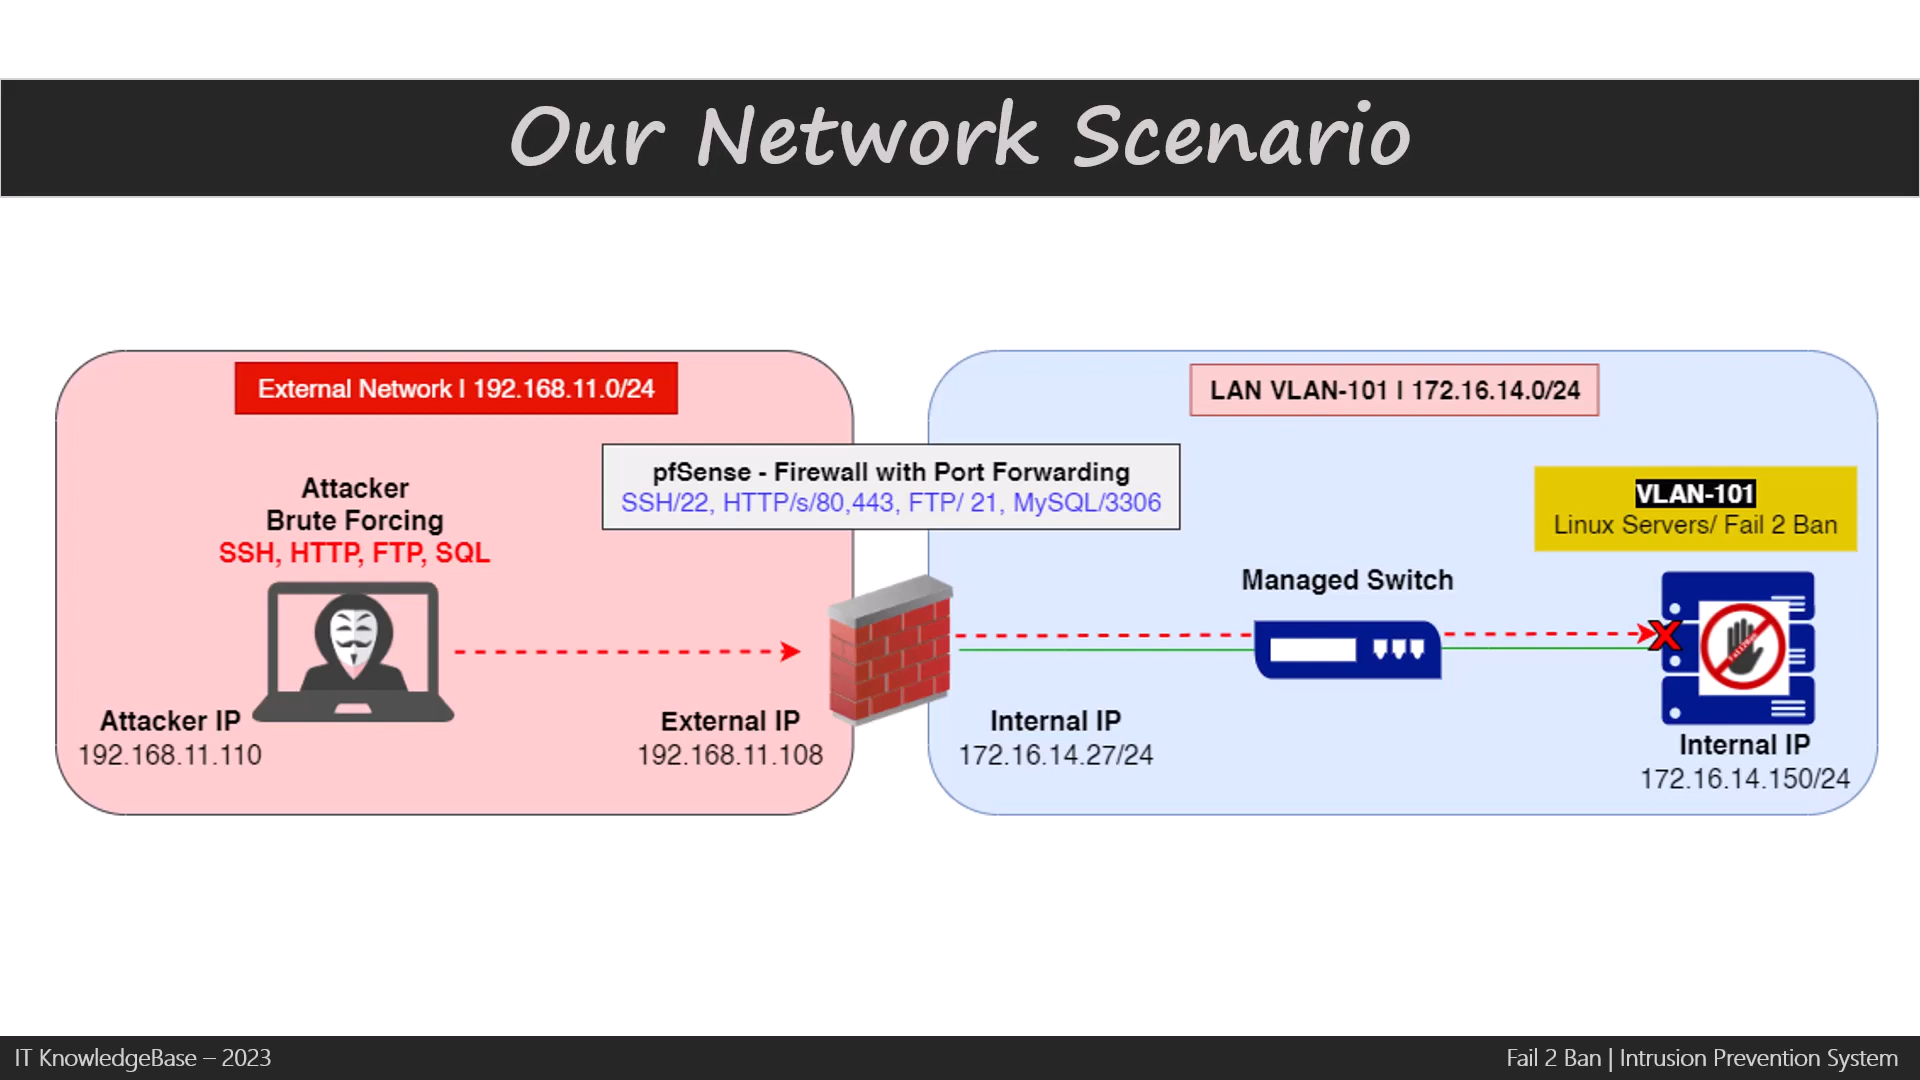 Our Network Scenario
External Network I 192.168.11.0/24
LAN VLAN-101 I 172.16.14.0/24
pfSense - Firewall with Port Forwarding
SSH/22, HTTP/s/80,443, FTP/ 21, MySQL/3306
Attacker
Brute Forcing
SSH, HTTP, FTP, SQL
VLAN-101
Linux Servers/ Fail 2 Ban
Managed Switch
Attacker IP
192.168.11.110
External IP
192.168.11.108
Internal IP
172.16.14.27/24
Internal IP
172.16.14.150/24
IT KnowledgeBase – 2023
Fail 2 Ban | Intrusion Prevention System